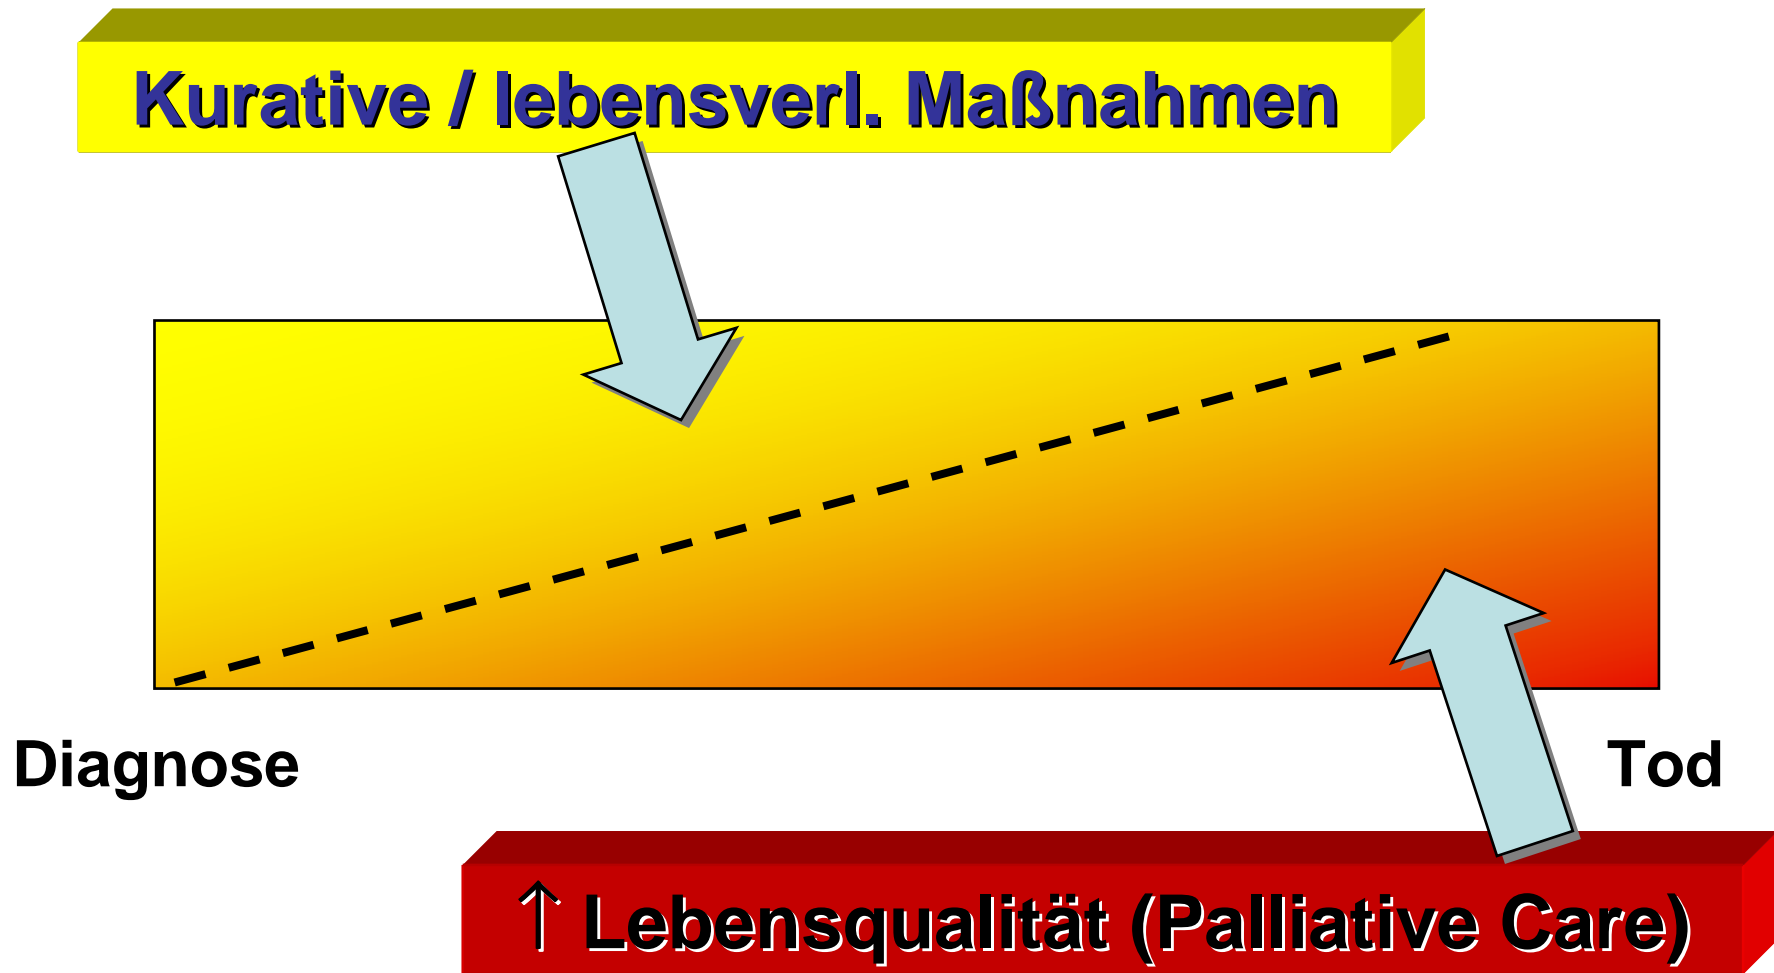 Kurative / lebensverl. Maßnahmen
Diagnose
Tod
↑ Lebensqualität (Palliative Care)